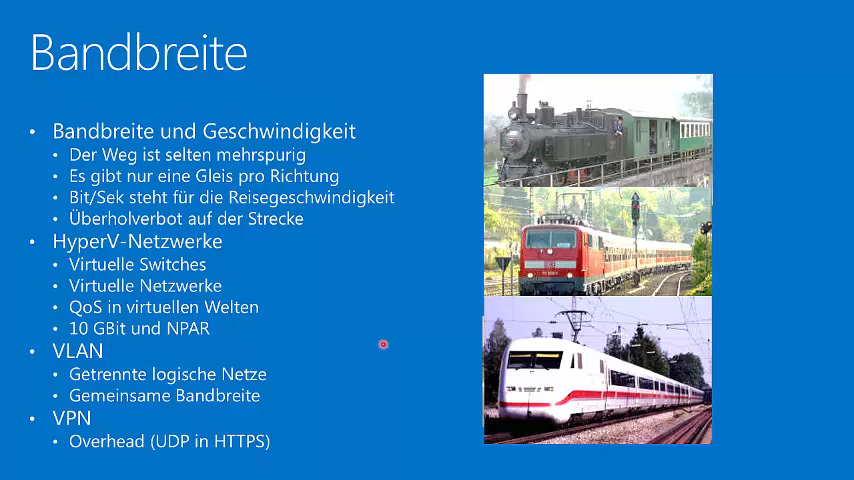 Bandbreite
• Bandbreite und Geschwindigkeit
• Der Weg ist selten mehrspurig
• Es gibt nur eine Gleis pro Richtung
• Bit/Sek steht für die Reisegeschwindigkeit
• Überholverbot auf der Strecke
• HyperV-Netzwerke
• Virtuelle Switches
• Virtuelle Netzwerke
• QoS in virtuellen Welten
• 10 GBit und NPAR
• VLAN
• Getrennte logische Netze
• Gemeinsame Bandbreite
• VPN
• Overhead (UDP in HTTPS)